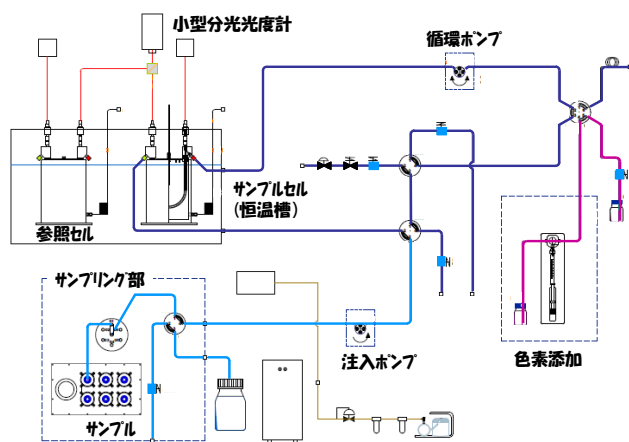 小型分光光度計
循環ポンプ
サンプルセル
(恒温槽)
参照セル
サンプリング部
注入ポンプ
色素添加
サンプル